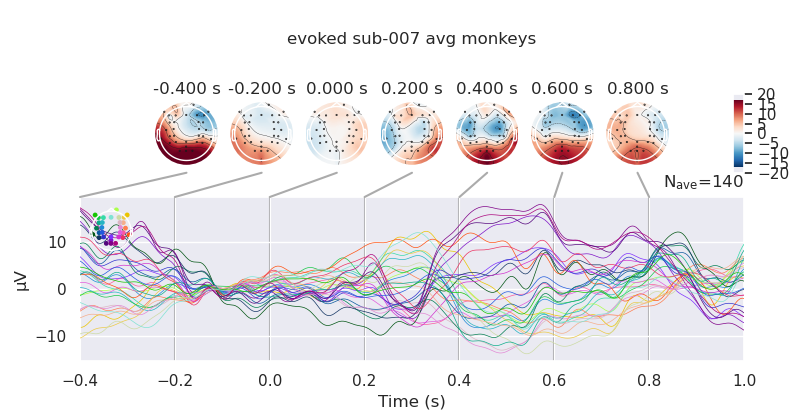 evoked sub-007 avg monkeys
-0.400 s -0.200 s 0.000 s 0.200 s 0.400 s 0.600 s 0.800 s
20
15
10
5
0
−5
−10
−15
−20
Nave=140
10
0
−10
µV
−0.4 −0.2 0.0 0.2 0.4 0.6 0.8 1.0
Time (s)